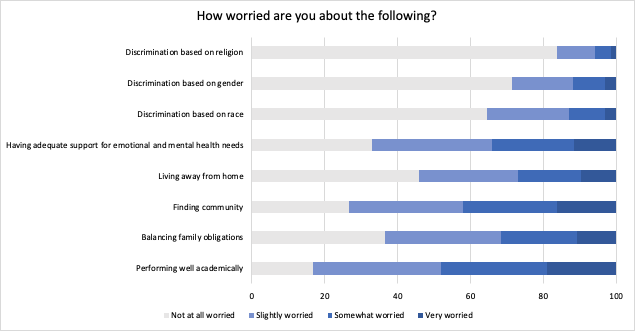 How worried are you about the following?
Discrimination based on religion
Discrimination based on gender
Discrimination based on race
Having adequate support for emotional and mental health needs
Living away from home
Finding community
Balancing family obligations
Performing well academically
0 20 40 60 80 100
Not at all worried Slightly worried Somewhat worried Very worried